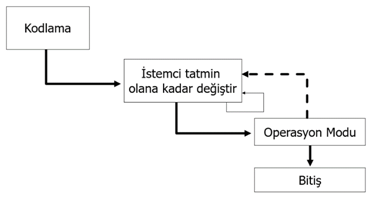 Kodlama
İstemci tatmin
olana kadar değiştir
Operasyon Modu
Bitiş